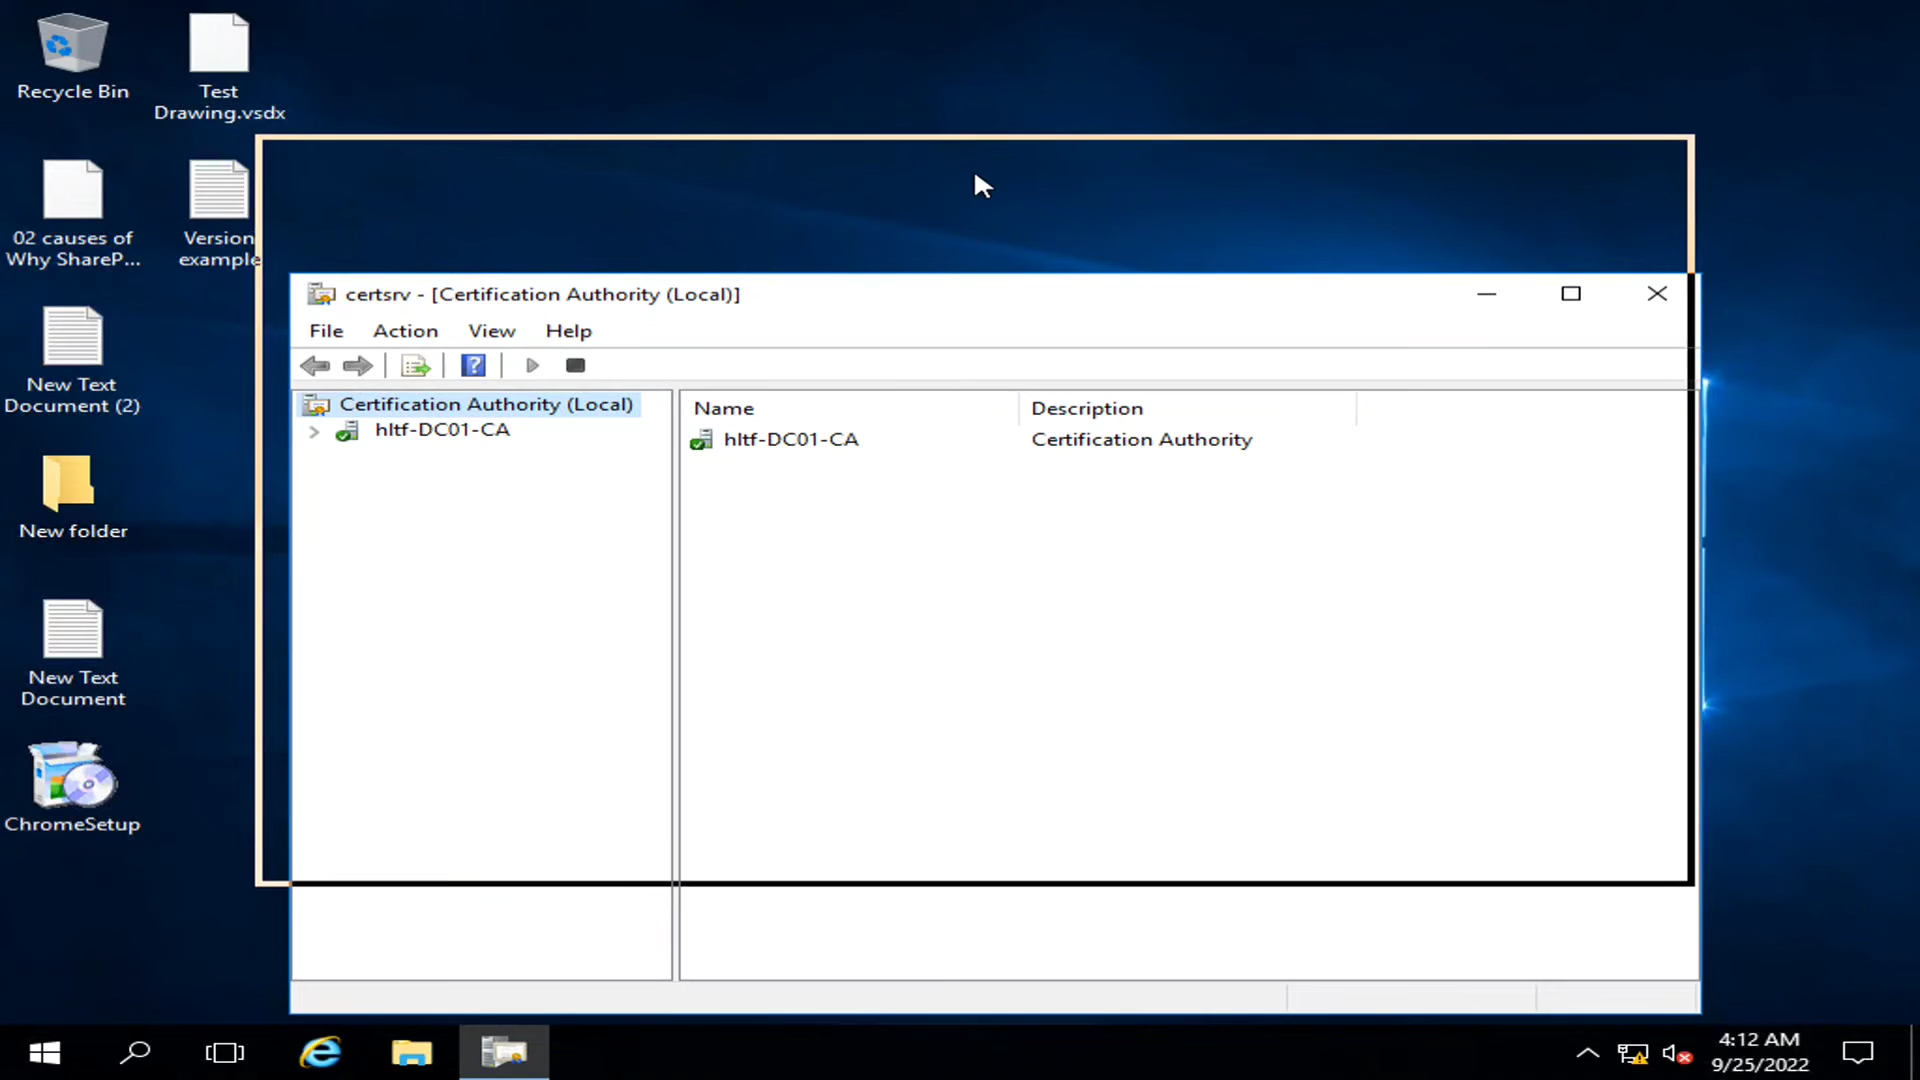 Recycle Bin
Test
Drawing.vsdx
02 causes of
Why ShareP...
Version
example
New Text
Document (2)
New folder
New Text
Document
ChromeSetup
certsrv - [Certification Authority (Local)]
File Action View Help
Certification Authority (Local)
hltf-DC01-CA
Name Description
hltf-DC01-CA Certification Authority
4:12 AM
9/25/2022